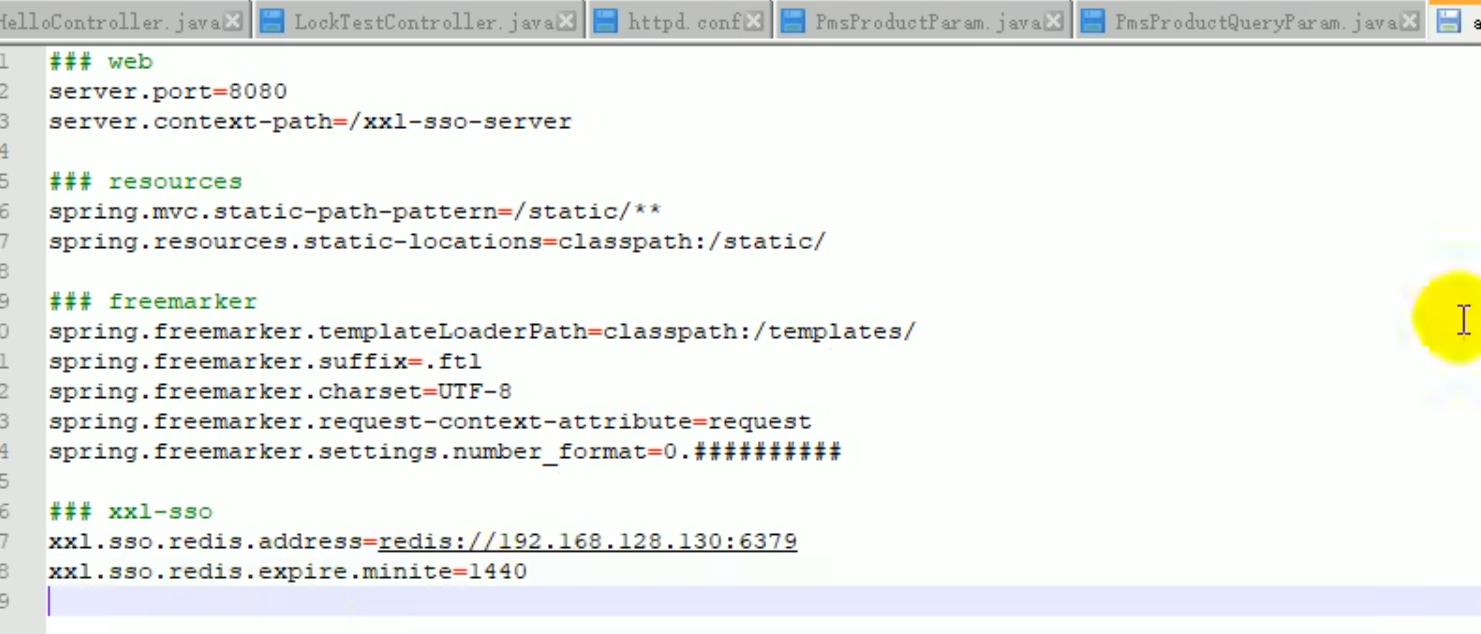 HelloController.java LockTestController.java httpd.conf PmsProductParam.java PmsProductQueryParam.java a
1 ### web
2 server.port=8080
3 server.context-path=/xxl-sso-server
4
5 ### resources
6 spring.mvc.static-path-pattern=/static/**
7 spring.resources.static-locations=classpath:/static/
8
9 ### freemarker
0 spring.freemarker.templateLoaderPath=classpath:/templates/
1 spring.freemarker.suffix=.ftl
2 spring.freemarker.charset=UTF-8
3 spring.freemarker.request-context-attribute=request
4 spring.freemarker.settings.number_format=0.##########
5
6 ### xxl-sso
7 xxl.sso.redis.address=redis://192.168.128.130:6379
8 xxl.sso.redis.expire.minite=1440
9